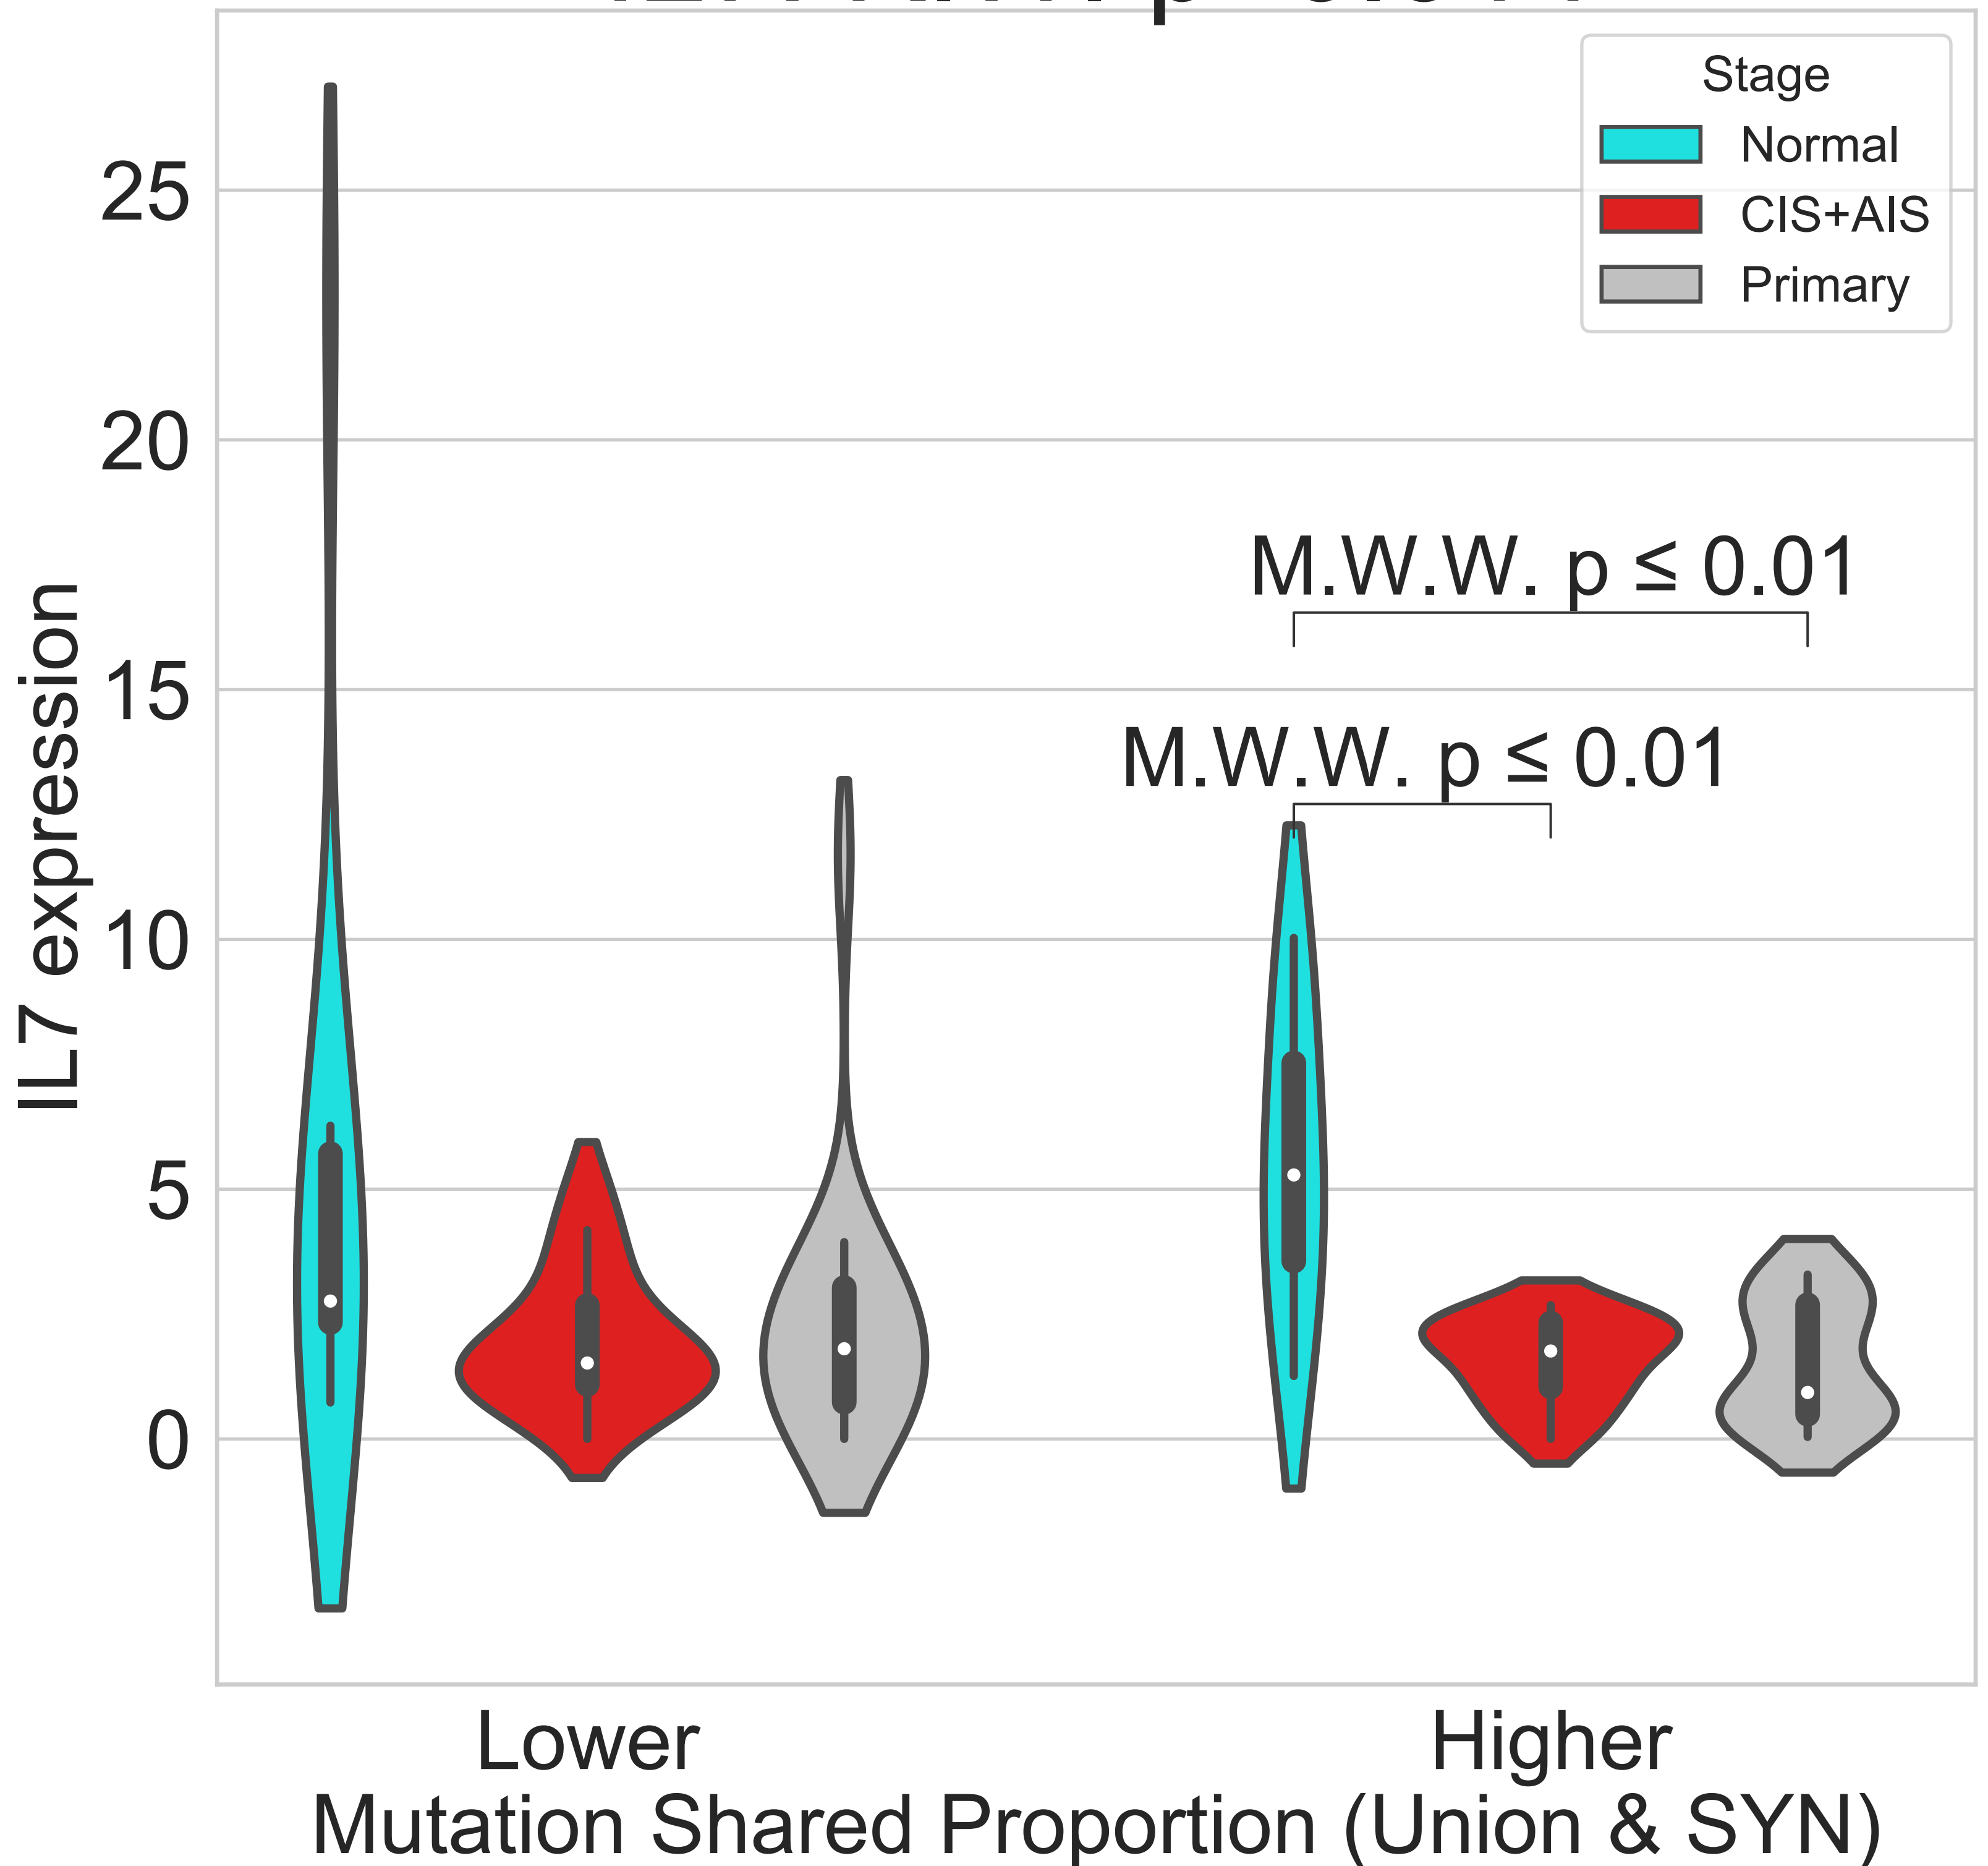 Stage
Normal
CIS+AIS
Primary
25
20
15
10
5
0
IL7 expression
M.W.W. p ≤ 0.01
M.W.W. p ≤ 0.01
Lower
Higher
Mutation Shared Proportion (Union & SYN)